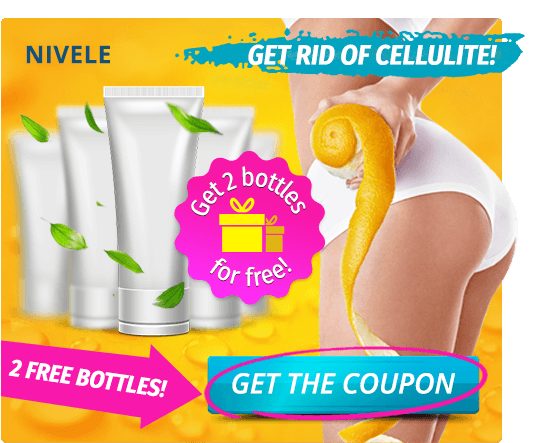 NIVELE
GET RID OF CELLULITE!
Get 2 bottles
for free!
2 FREE BOTTLES!
GET THE COUPON